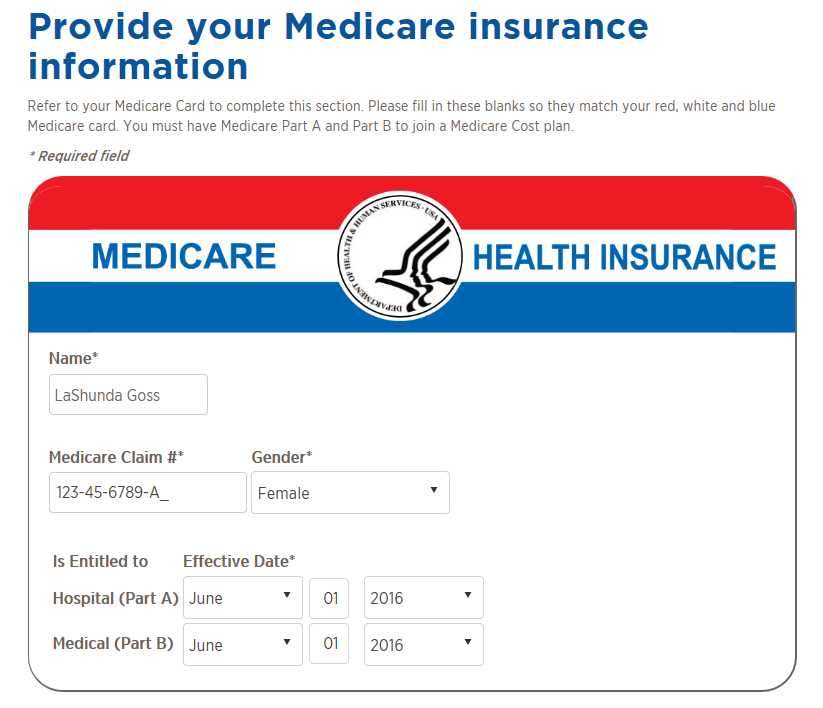 Provide your Medicare insurance
information
Refer to your Medicare Card to complete this section. Please fill in these blanks so they match your red, white and blue
Medicare card. You must have Medicare Part A and Part B to join a Medicare Cost plan.
* Required field
MEDICARE HEALTH INSURANCE
DEPARTMENT OF HEALTH & HUMAN SERVICES · USA
Name*
LaShunda Goss
Medicare Claim #* Gender*
123-45-6789-A_ Female
Is Entitled to Effective Date*
Hospital (Part A) June 01 2016
Medical (Part B) June 01 2016